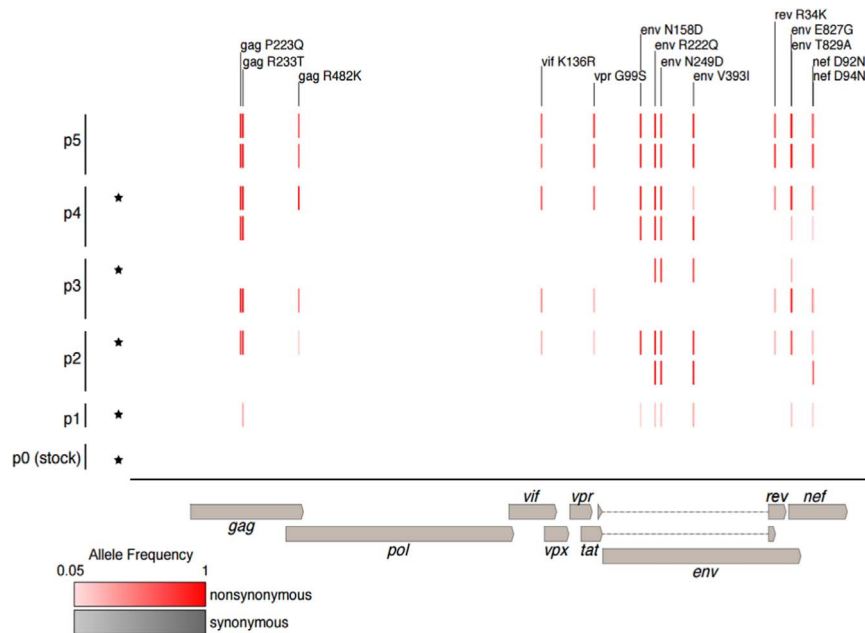 rev R34K
env N158D
env E827G
gag P223Q
env R222Q
env T829A
gag R233T
vif K136R
env N249D
nef D92N
gag R482K
vpr G99S
env V393I
nef D94N
p5
p4
p3
p2
p1
p0 (stock)
vif
vpr
rev
nef
gag
pol
vpx
tat
env
Allele Frequency
0.05 1
nonsynonymous
synonymous